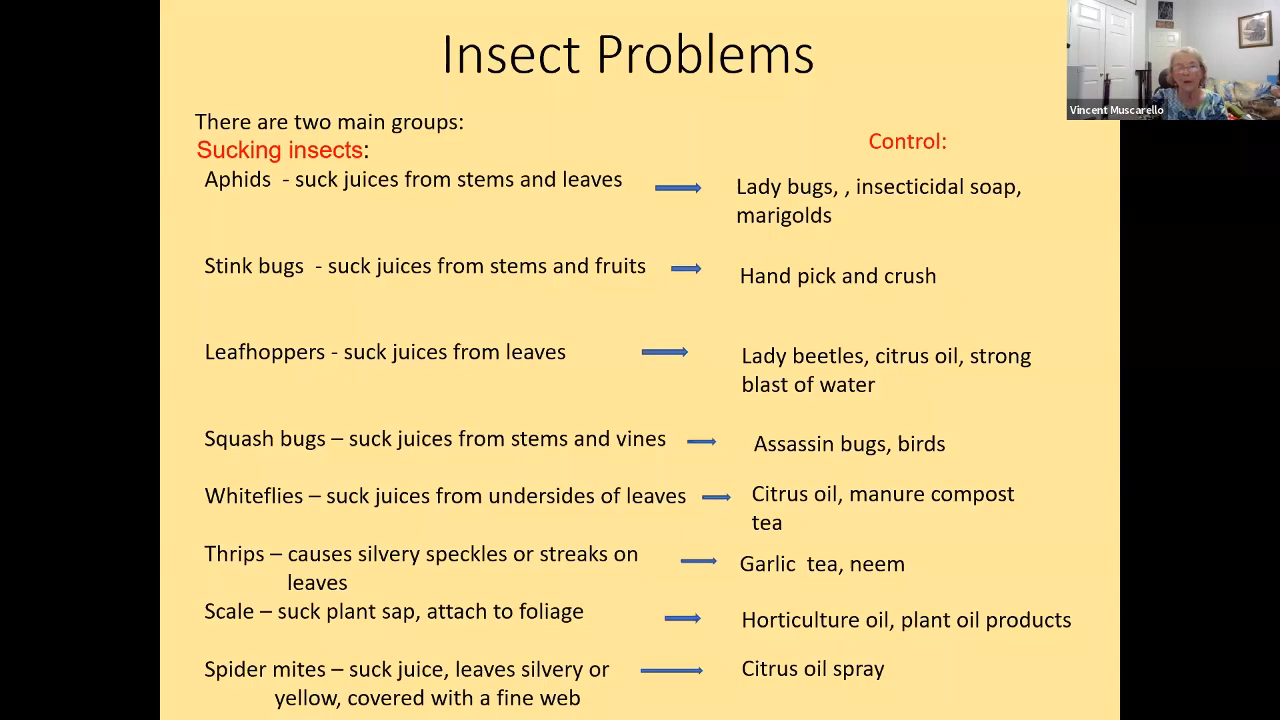 Insect Problems
Vincent Muscarello
There are two main groups:
Sucking insects:
Control:
Aphids - suck juices from stems and leaves
Lady bugs, , insecticidal soap,
marigolds
Stink bugs - suck juices from stems and fruits
Hand pick and crush
Leafhoppers - suck juices from leaves
Lady beetles, citrus oil, strong
blast of water
Squash bugs – suck juices from stems and vines
Assassin bugs, birds
Whiteflies – suck juices from undersides of leaves
Citrus oil, manure compost
tea
Thrips – causes silvery speckles or streaks on
leaves
Garlic tea, neem
Scale – suck plant sap, attach to foliage
Horticulture oil, plant oil products
Spider mites – suck juice, leaves silvery or
yellow, covered with a fine web
Citrus oil spray